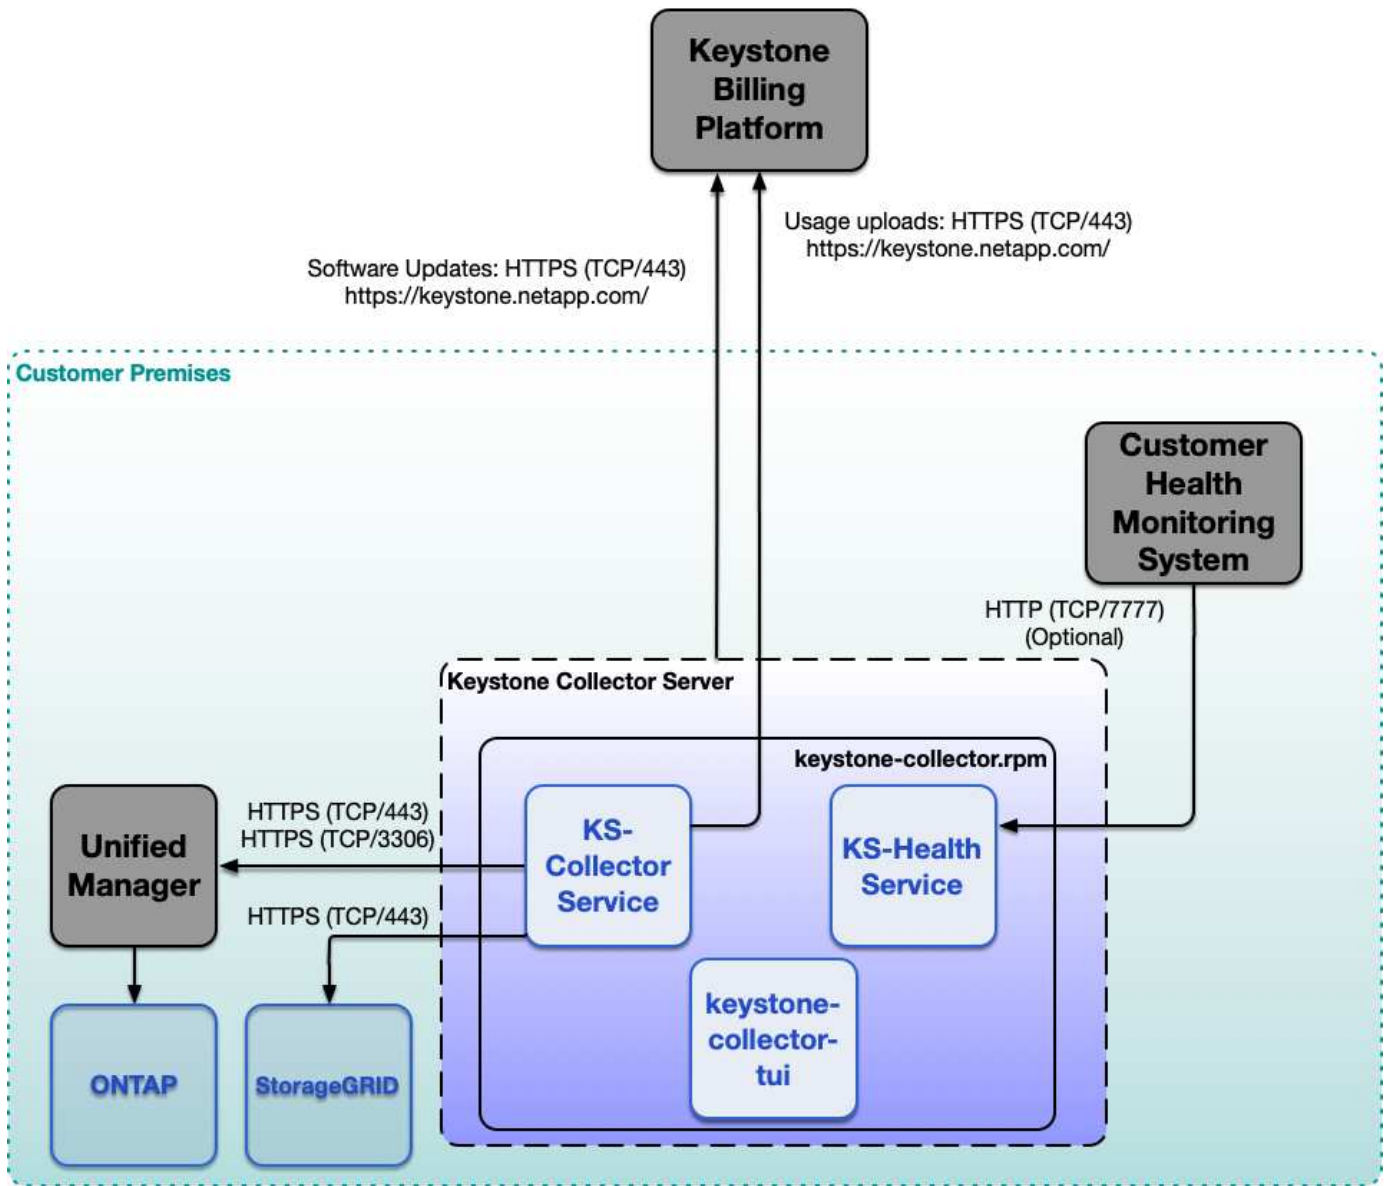 Keystone
Billing
Platform
Usage uploads: HTTPS (TCP/443)
https://keystone.netapp.com/
Software Updates: HTTPS (TCP/443)
https://keystone.netapp.com/
Customer Premises
Customer
Health
Monitoring
System
HTTP (TCP/7777)
(Optional)
Keystone Collector Server
keystone-collector.rpm
HTTPS (TCP/443)
HTTPS (TCP/3306)
Unified
Manager
KS-
Collector
Service
KS-Health
Service
HTTPS (TCP/443)
keystone-
collector-
tui
ONTAP
StorageGRID